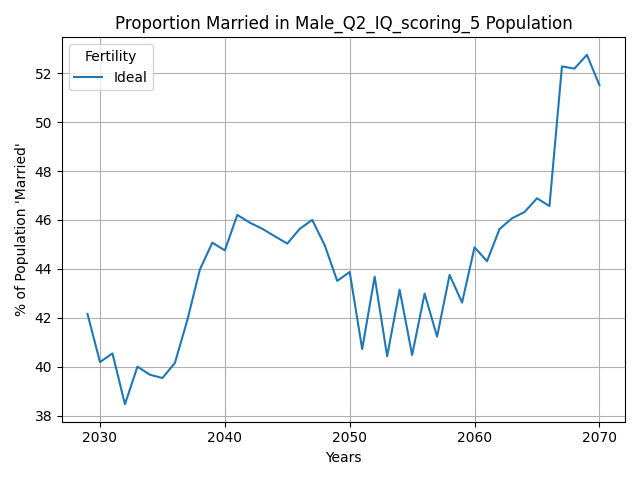 Proportion Married in Male_Q2_IQ_scoring_5 Population
Fertility
Ideal
% of Population 'Married'
52
50
48
46
44
42
40
38
2030 2040 2050 2060 2070
Years